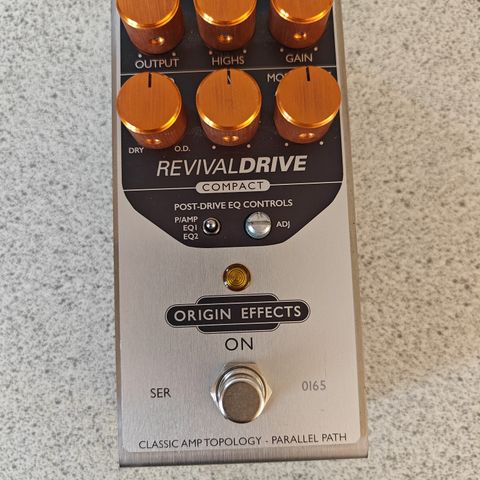 OUTPUT HIGHS GAIN
DRY O.D.
REVIVALDRIVE
COMPACT
POST-DRIVE EQ CONTROLS
P/AMP
EQ1
EQ2
ADJ
ORIGIN EFFECTS
ON
SER 0165
CLASSIC AMP TOPOLOGY · PARALLEL PATH